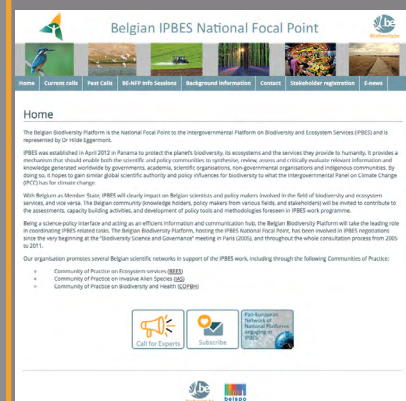 Belgian IPBES National Focal Point
Home Current calls Past Calls BE-NFP Info Sessions Background Information Contact Stakeholder registration E-news
Home
The Belgian Biodiversity Platform is the National Focal Point to the Intergovernmental Platform on Biodiversity and Ecosystem Services (IPBES) and is
represented by Dr Hilde Eggermont.
IPBES was established in April 2012 in Panama to protect the planet's biodiversity, its ecosystems and the services they provide to humanity. It provides a
mechanism that should enable both the scientific and policy communities to synthesise, review, assess and critically evaluate relevant information and
knowledge generated worldwide by governments, academia, scientific organisations, non-governmental organisations and indigenous communities. By
doing so, it hopes to gain similar global scientific authority and policy influences for biodiversity to what the Intergovernmental Panel on Climate Change
(IPCC) has for climate change.
With Belgium as Member State, IPBES will clearly impact on Belgian scientists and policy makers involved in the field of biodiversity and ecosystem
services, and vice versa. The Belgian community (knowledge holders, policy makers from various fields, and stakeholders) will be invited to contribute to
the assessments, capacity building activities, and development of policy tools and methodologies foreseen in IPBES work programme.
Being a science-policy interface and acting as an efficient information and communication hub, the Belgian Biodiversity Platform will take the leading role
in coordinating IPBES-related tasks. The Belgian Biodiversity Platform, hosting the IPBES National Focal Point, has been involved in IPBES negotiations
since the very beginning at the "Biodiversity Science and Governance" meeting in Paris (2005), and throughout the whole consultation process from 2005
to 2011.
Our organisation promotes several Belgian scientific networks in support of the IPBES work, including through the following Communities of Practice:
Community of Practice on Ecosystem services (BEES)
Community of Practice on Invasive Alien Species (IAS)
Community of Practice on Biodiversity and Health (COPBH)
Call for Experts
Subscribe
Pan-European
Network of
National Platforms
engaging in
IPBES
.be
belspo